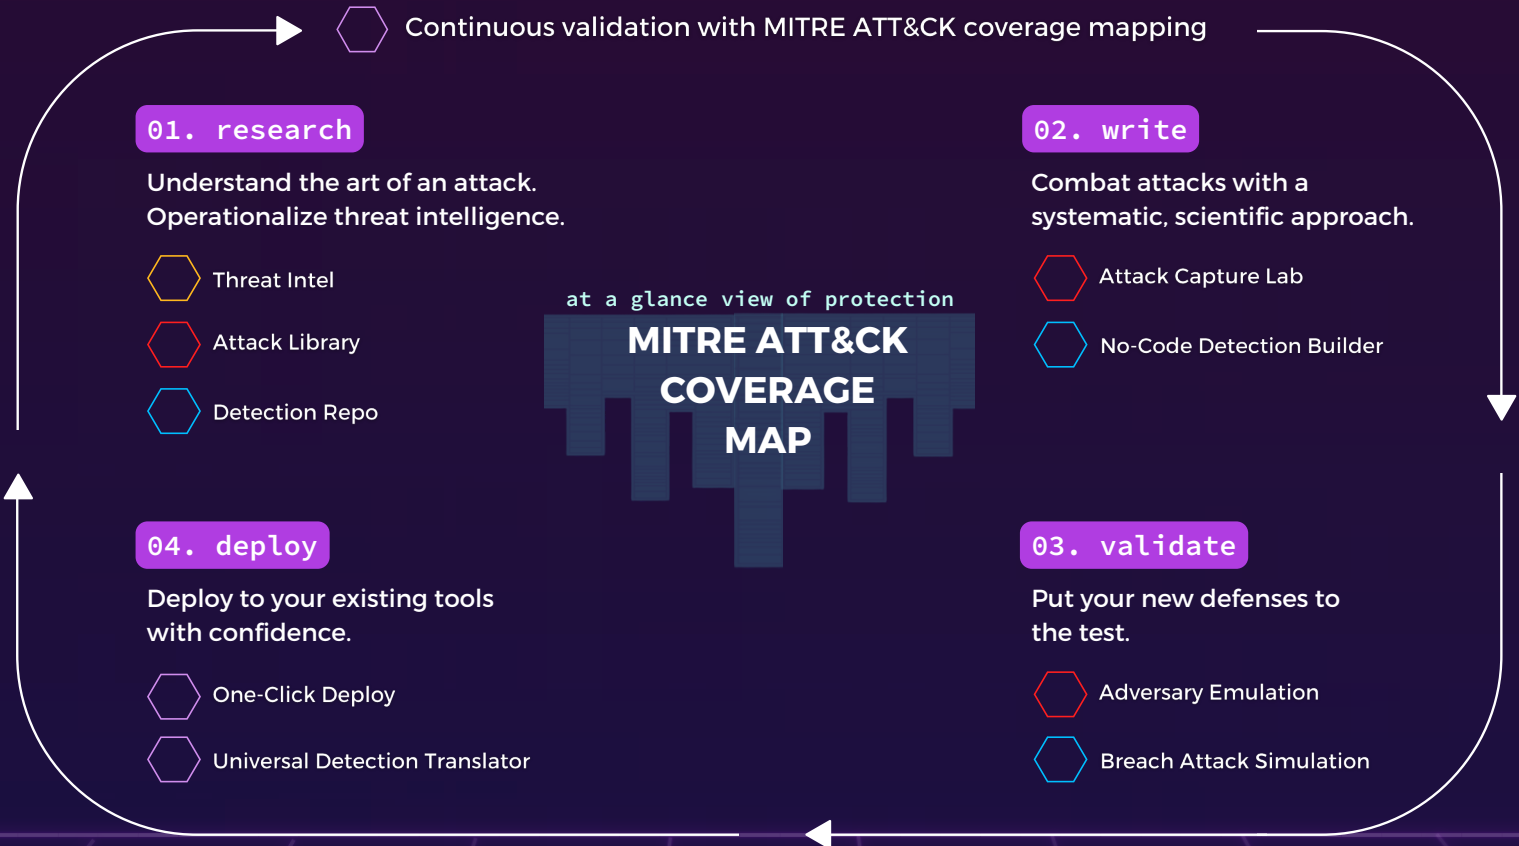 Continuous validation with MITRE ATT&CK coverage mapping
01. research
Understand the art of an attack.
Operationalize threat intelligence.
Threat Intel
Attack Library
Detection Repo
02. write
Combat attacks with a
systematic, scientific approach.
Attack Capture Lab
No-Code Detection Builder
at a glance view of protection
MITRE ATT&CK
COVERAGE
MAP
03. validate
Put your new defenses to
the test.
Adversary Emulation
Breach Attack Simulation
04. deploy
Deploy to your existing tools
with confidence.
One-Click Deploy
Universal Detection Translator